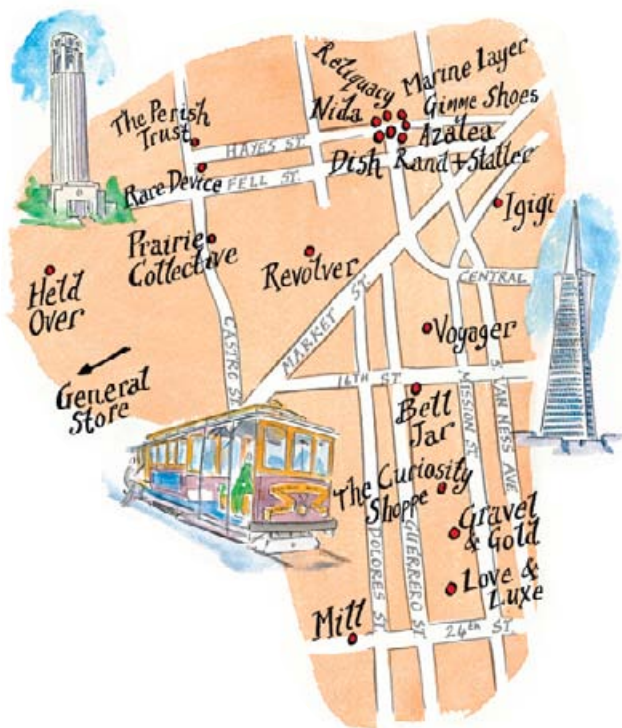 Reliquary
Marine Layer
Nida
Gimme Shoes
The Perish
Trust
Azalea
HAYES ST.
Dish
Rand + Statler
Rare Device
FELL ST.
Igigi
Prairie
Collective
Revolver
CENTRAL
Held
Over
MARKET ST.
Voyager
CASTRO ST.
General
Store
16TH ST.
MISSION ST.
S. VAN NESS AVE
Bell
Jar
The Curiosity
Shoppe
Gravel
& Gold
DOLORES ST.
GUERRERO ST.
Love &
Luxe
Mill
24th ST.